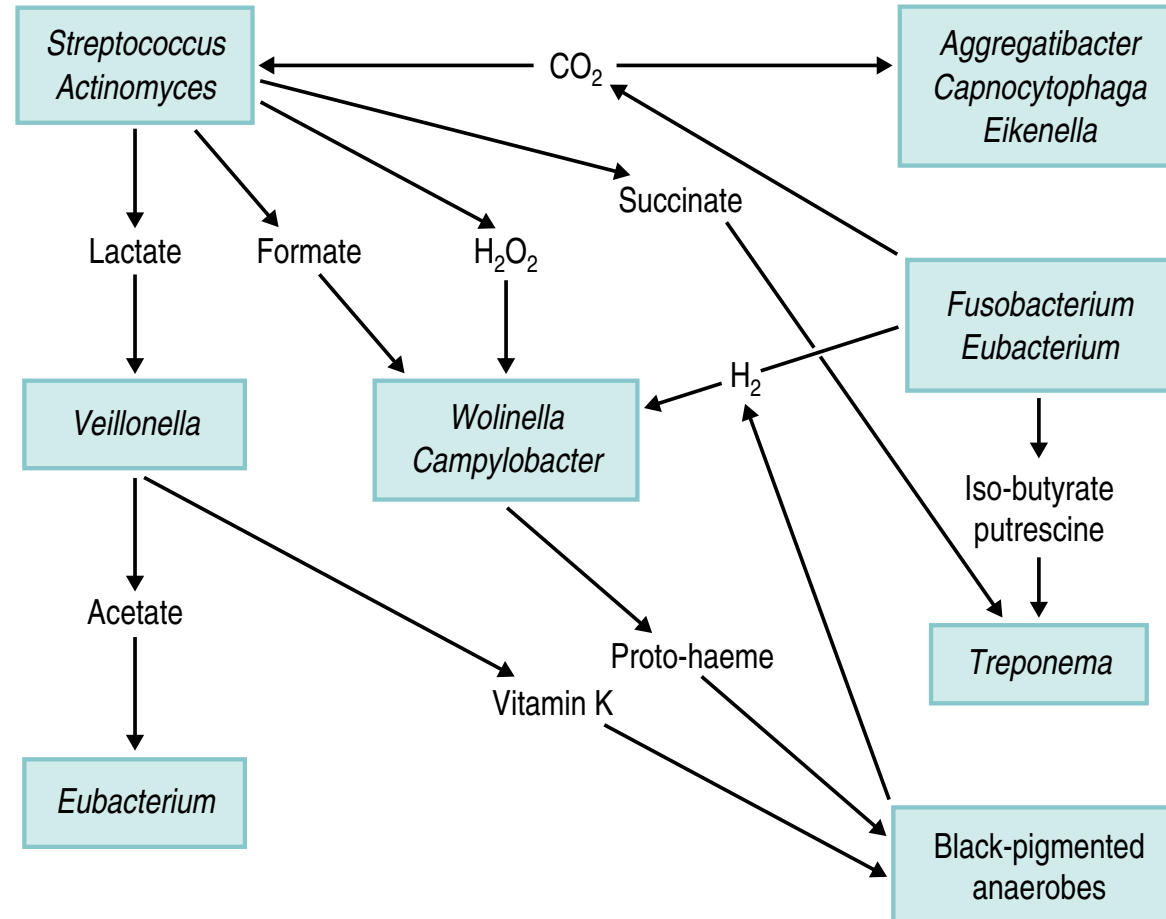 Streptococcus
Actinomyces
CO₂
Aggregatibacter
Capnocytophaga
Eikenella
Succinate
Lactate
Formate
H₂O₂
Fusobacterium
Eubacterium
H₂
Veillonella
Wolinella
Campylobacter
Iso-butyrate
putrescine
Acetate
Proto-haeme
Treponema
Vitamin K
Eubacterium
Black-pigmented
anaerobes